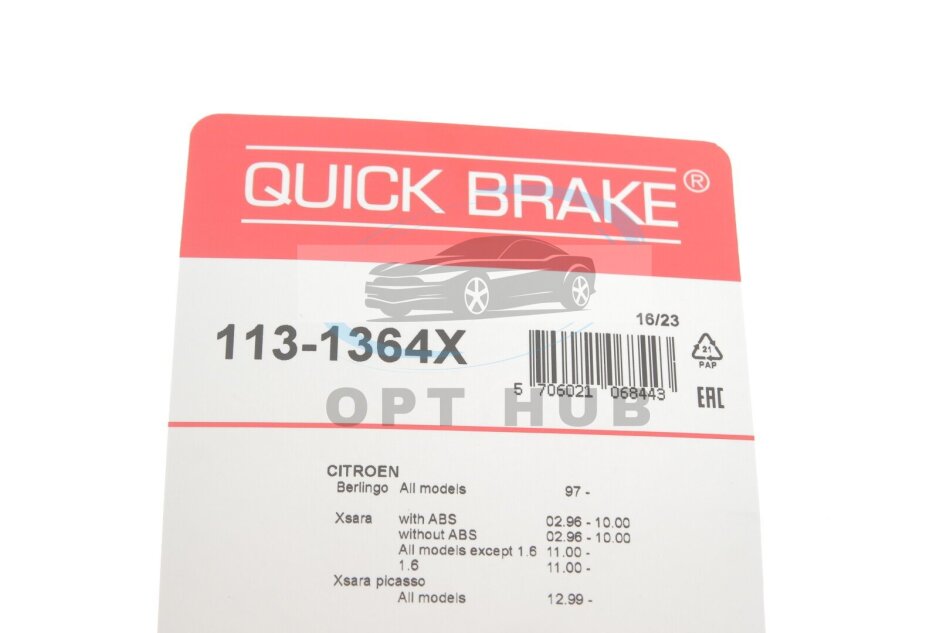 QUICK BRAKE®
16/23
113-1364X
21
PAP
5 706021 068443
EAC
OPT HUB
CITROEN
Berlingo All models 97 -
Xsara with ABS 02.96 - 10.00
without ABS 02.96 - 10.00
All models except 1.6 11.00 -
1.6 11.00 -
Xsara picasso
All models 12.99 -